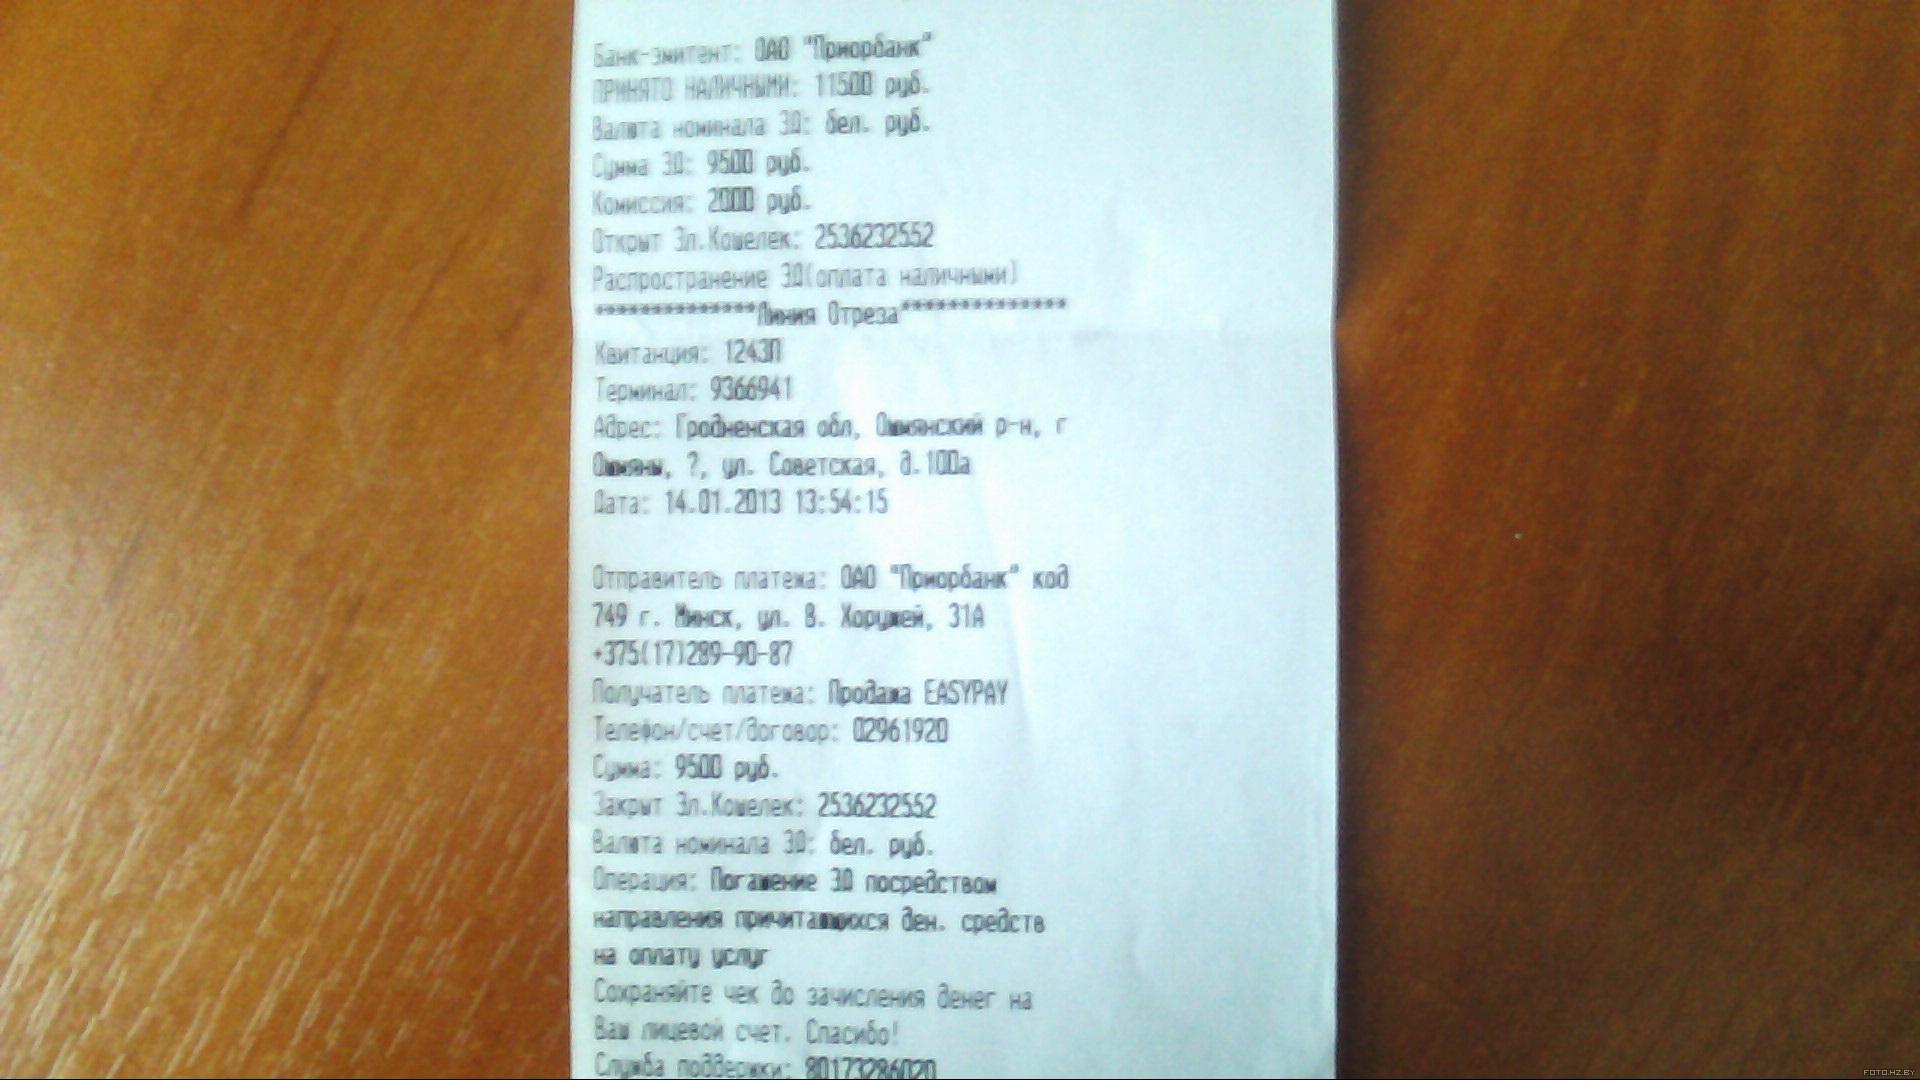 Банк-эмитент: ОАО "Приорбанк"
ПРИНЯТО НАЛИЧНЫМИ: 11500 руб.
Валюта номинала ЭД: бел. руб.
Сумма ЭД: 9500 руб.
Комиссия: 2000 руб.
Открыт Эл.Кошелек: 2536232552
Распространение ЭД(оплата наличными)
**************Линия Отреза**************
Квитанция:
Терминал: 9366941
Адрес: Гродненская обл, Ошмянский р-н, г
Ошмяны, ?, ул. Советская, д.100а
Дата: 14.01.2013 13:54:15
Отправитель платежа: ОАО "Приорбанк" код
749 г. Минск, ул. В. Хоружей, 31А
+375(17)289-90-87
Получатель платежа: Продажа EASYPAY
Телефон/счет/договор: 02961920
Сумма: 9500 руб.
Закрыт Эл.Кошелек: 2536232552
Валюта номинала ЭД: бел. руб.
Операция: Погашение ЭД посредством
направления причитающихся ден. средств
на оплату услуг
Сохраняйте чек до зачисления денег на
Ваш лицевой счет. Спасибо!
Служба поддержки: 80173286020
FOTO.HZ.BY